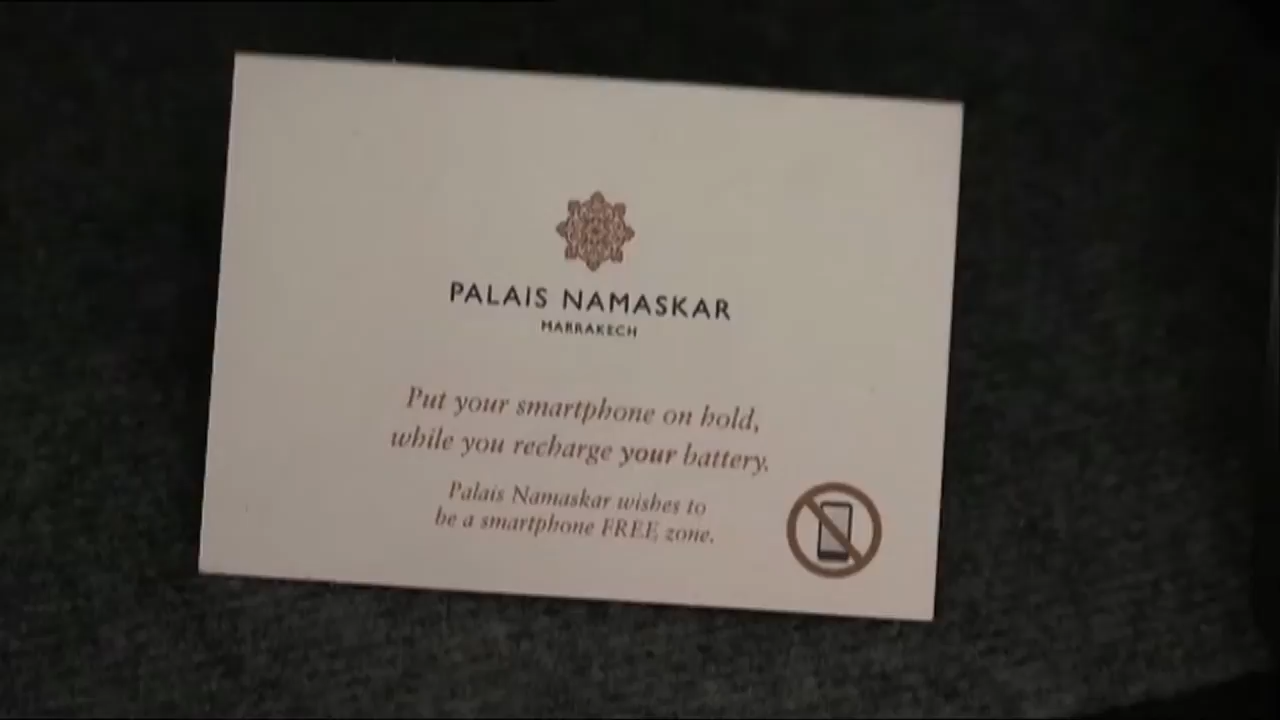 PALAIS NAMASKAR
MARRAKECH
Put your smartphone on hold,
while you recharge your battery.
Palais Namaskar wishes to
be a smartphone FREE zone.